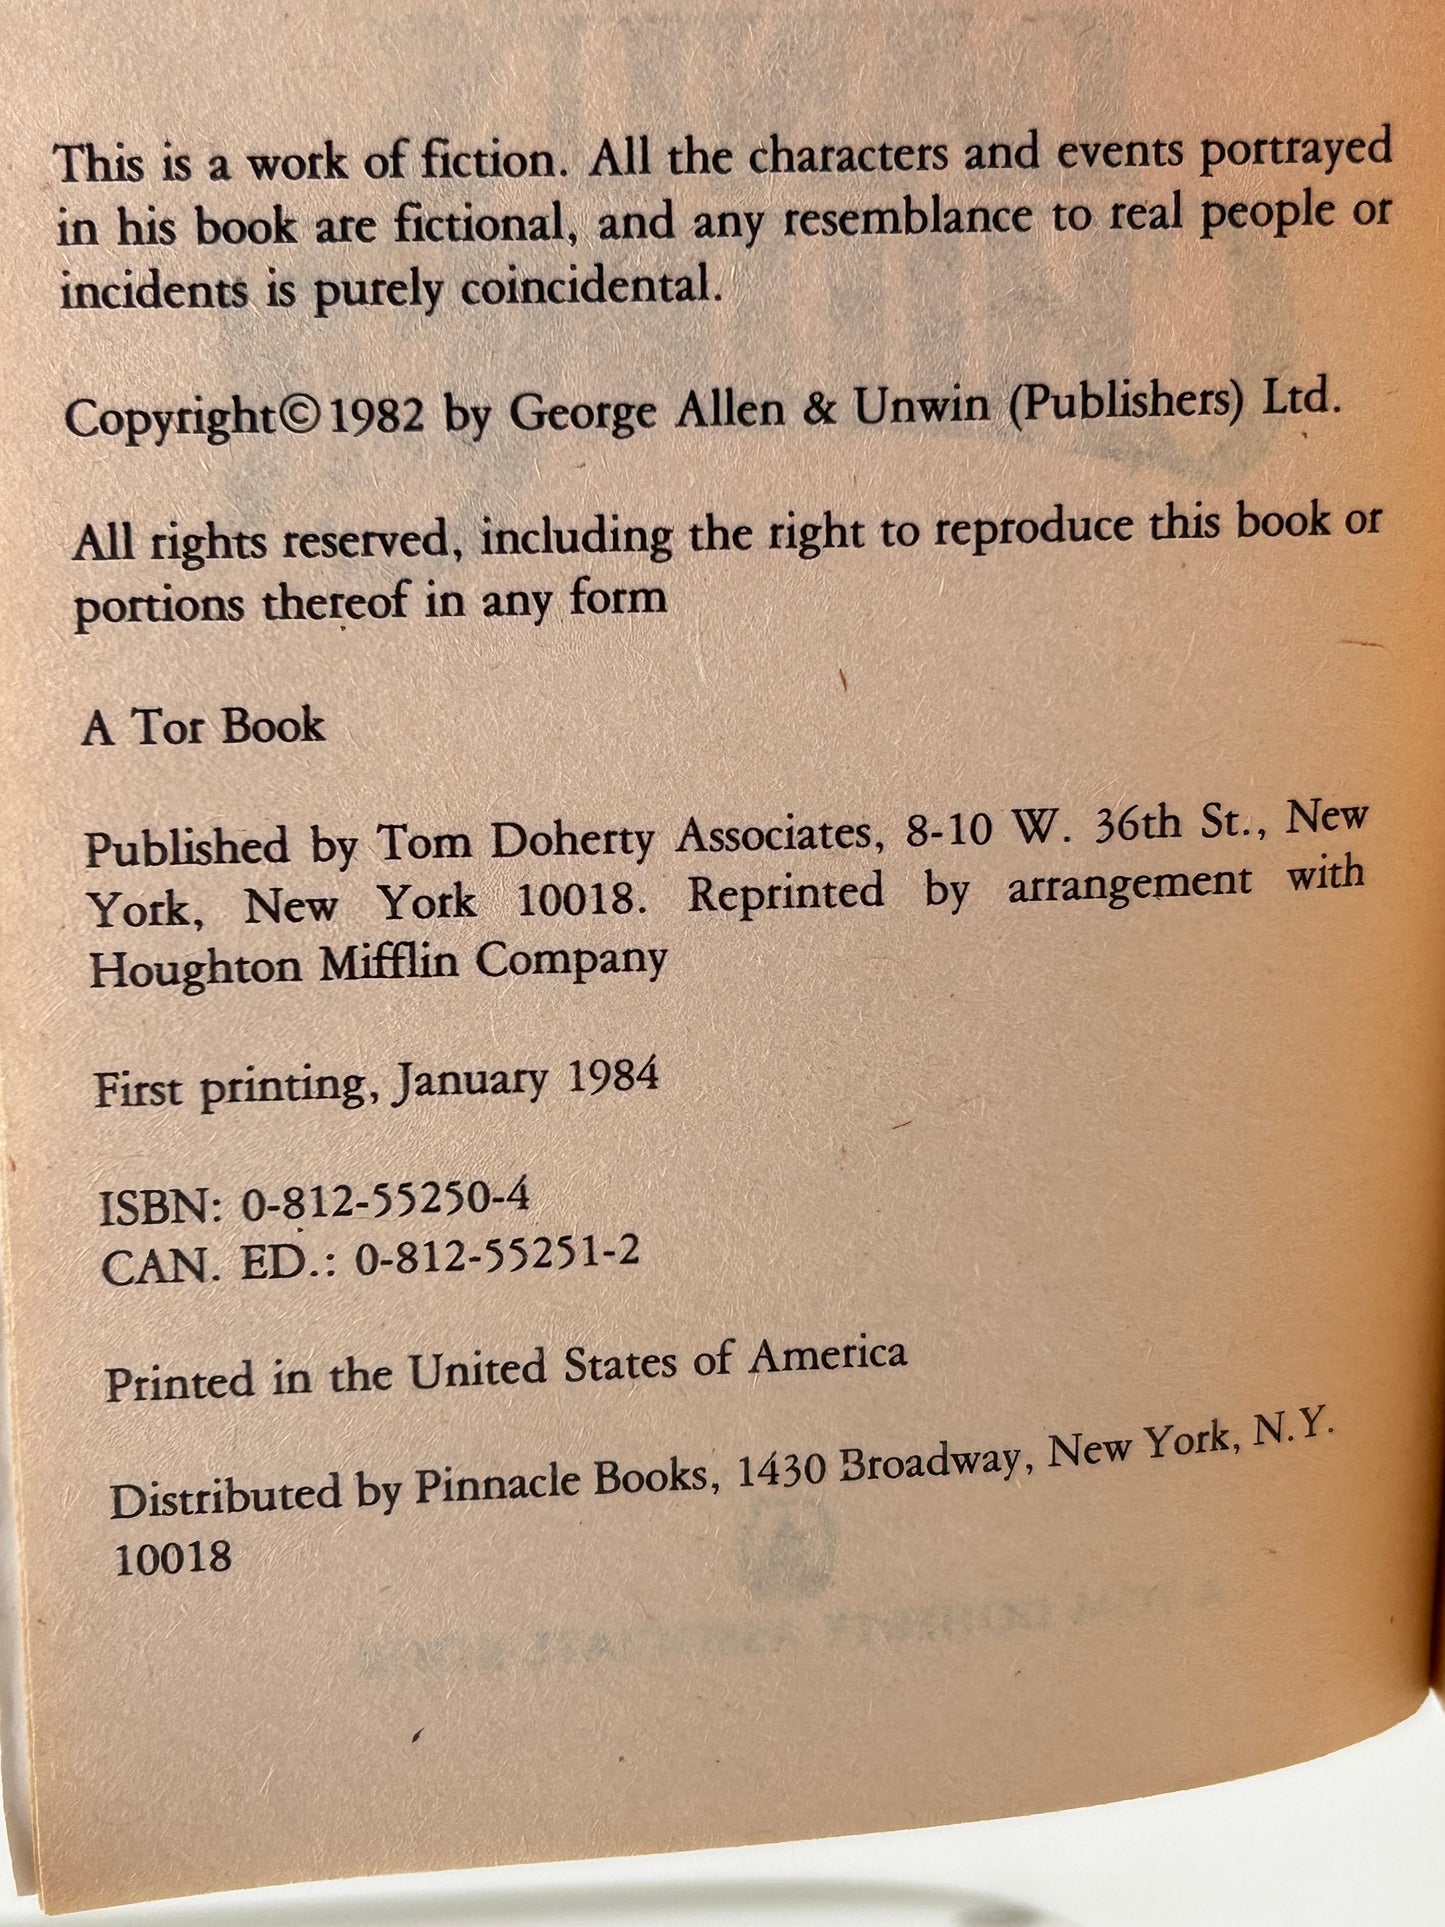 This is a work of fiction. All the characters and events portrayed
in his book are fictional, and any resemblance to real people or
incidents is purely coincidental.
Copyright©1982 by George Allen & Unwin (Publishers) Ltd.
All rights reserved, including the right to reproduce this book or
portions thereof in any form
A Tor Book
Published by Tom Doherty Associates, 8-10 W. 36th St., New
York, New York 10018. Reprinted by arrangement with
Houghton Mifflin Company
First printing, January 1984
ISBN: 0-812-55250-4
CAN. ED.: 0-812-55251-2
Printed in the United States of America
Distributed by Pinnacle Books, 1430 Broadway, New York, N.Y.
10018